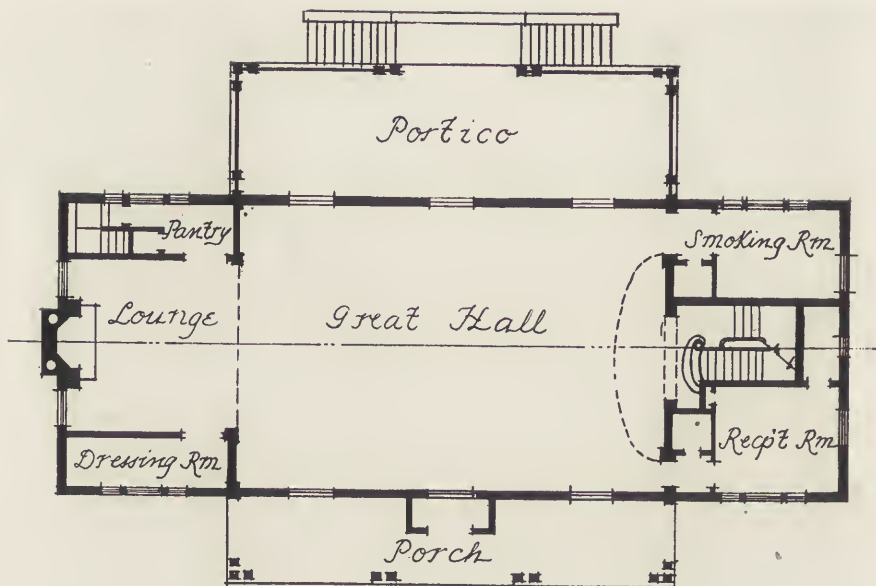 Portico
Pantry
Smoking Rm
Lounge
Great Hall
Dressing Rm
Recp't Rm
Porch